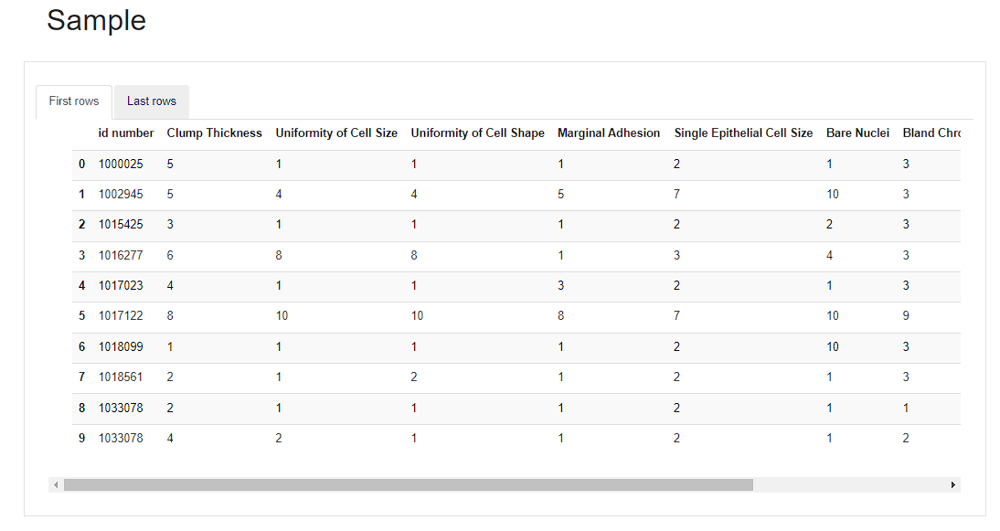 Sample
First rows Last rows
id number Clump Thickness Uniformity of Cell Size Uniformity of Cell Shape Marginal Adhesion Single Epithelial Cell Size Bare Nuclei Bland Chro
0 1000025 5 1 1 1 2 1 3
1 1002945 5 4 4 5 7 10 3
2 1015425 3 1 1 1 2 2 3
3 1016277 6 8 8 1 3 4 3
4 1017023 4 1 1 3 2 1 3
5 1017122 8 10 10 8 7 10 9
6 1018099 1 1 1 1 2 10 3
7 1018561 2 1 2 1 2 1 3
8 1033078 2 1 1 1 2 1 1
9 1033078 4 2 1 1 2 1 2